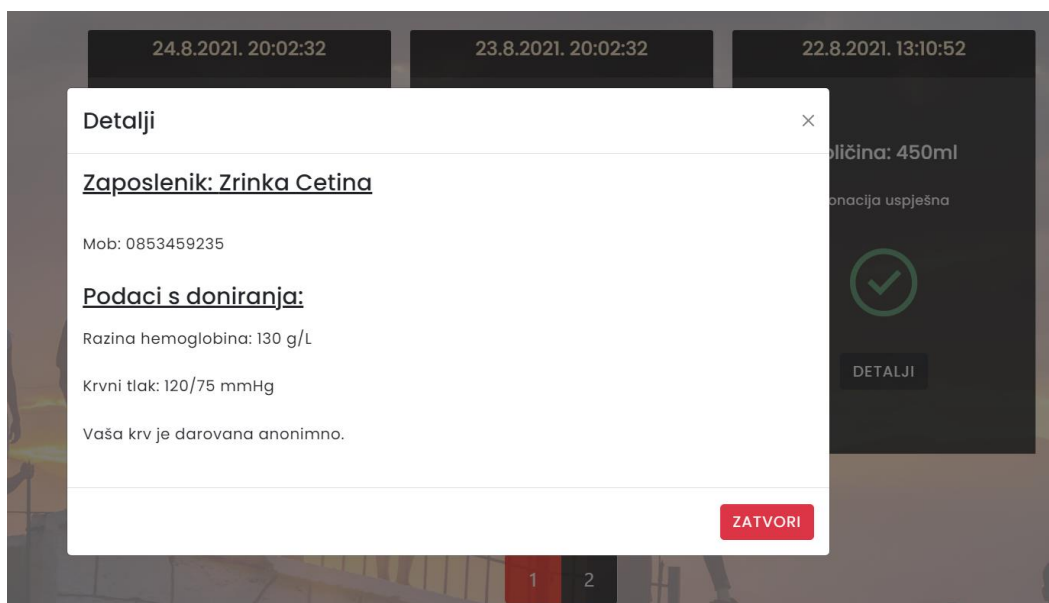 24.8.2021. 20:02:32
23.8.2021. 20:02:32
22.8.2021. 13:10:52
Detalji
×
Zaposlenik: Zrinka Cetina
Mob: 0853459235
Podaci s doniranja:
Razina hemoglobina: 130 g/L
Krvni tlak: 120/75 mmHg
Vaša krv je darovana anonimno.
ZATVORI
450ml
uspješna
DETALJI
1 2